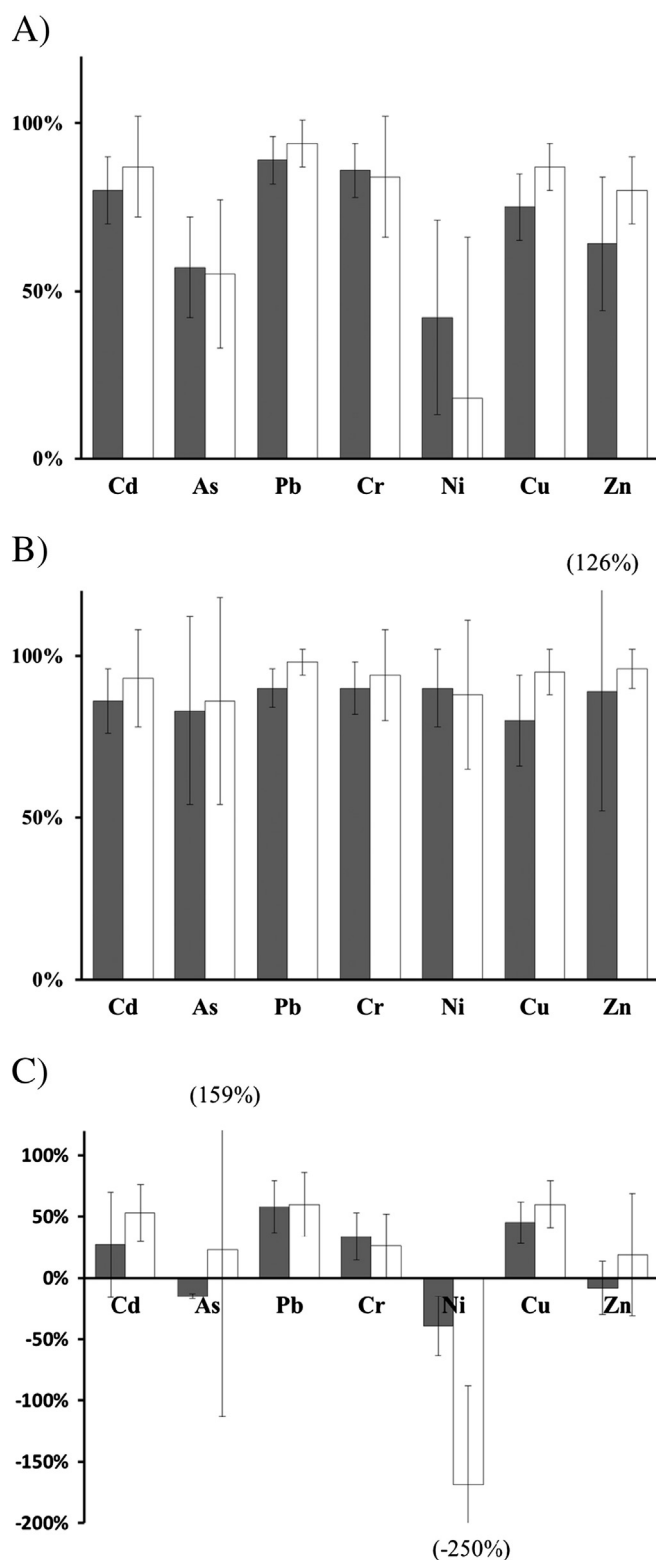 A)
100%
50%
0%
Cd As Pb Cr Ni Cu Zn
B)
(126%)
100%
50%
0%
Cd As Pb Cr Ni Cu Zn
C)
(159%)
100%
50%
0%
Cd As Pb Cr Ni Cu Zn
-50%
-100%
-150%
-200%
(-250%)